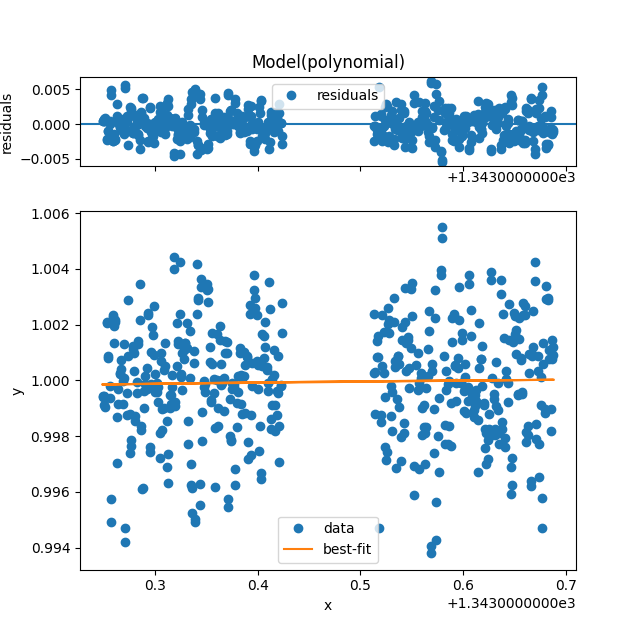 Model(polynomial)
residuals
0.005
0.000
−0.005
residuals
+1.3430000000e3
y
1.006
1.004
1.002
1.000
0.998
0.996
0.994
data
best-fit
0.3 0.4 0.5 0.6 0.7
x
+1.3430000000e3